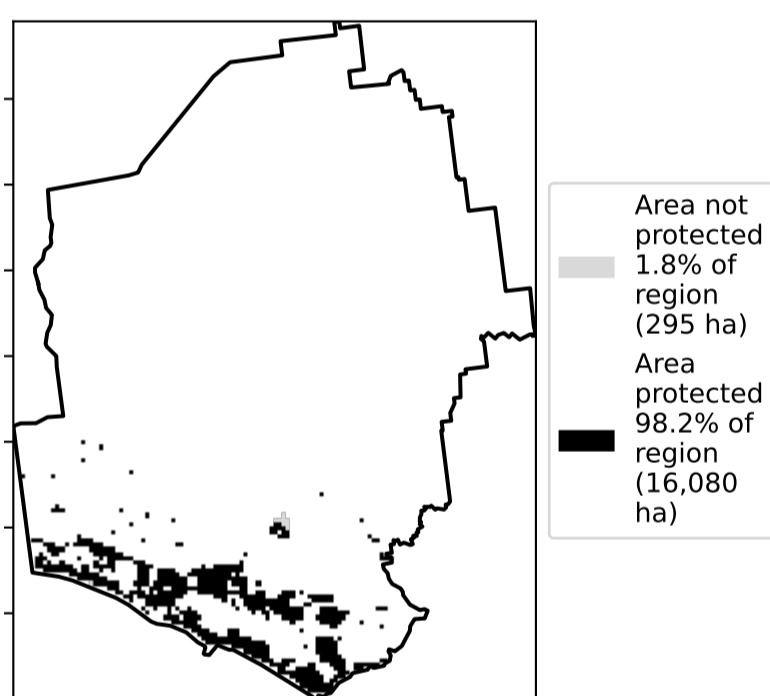 Area not
protected
1.8% of
region
(295 ha)
Area
protected
98.2% of
region
(16,080
ha)